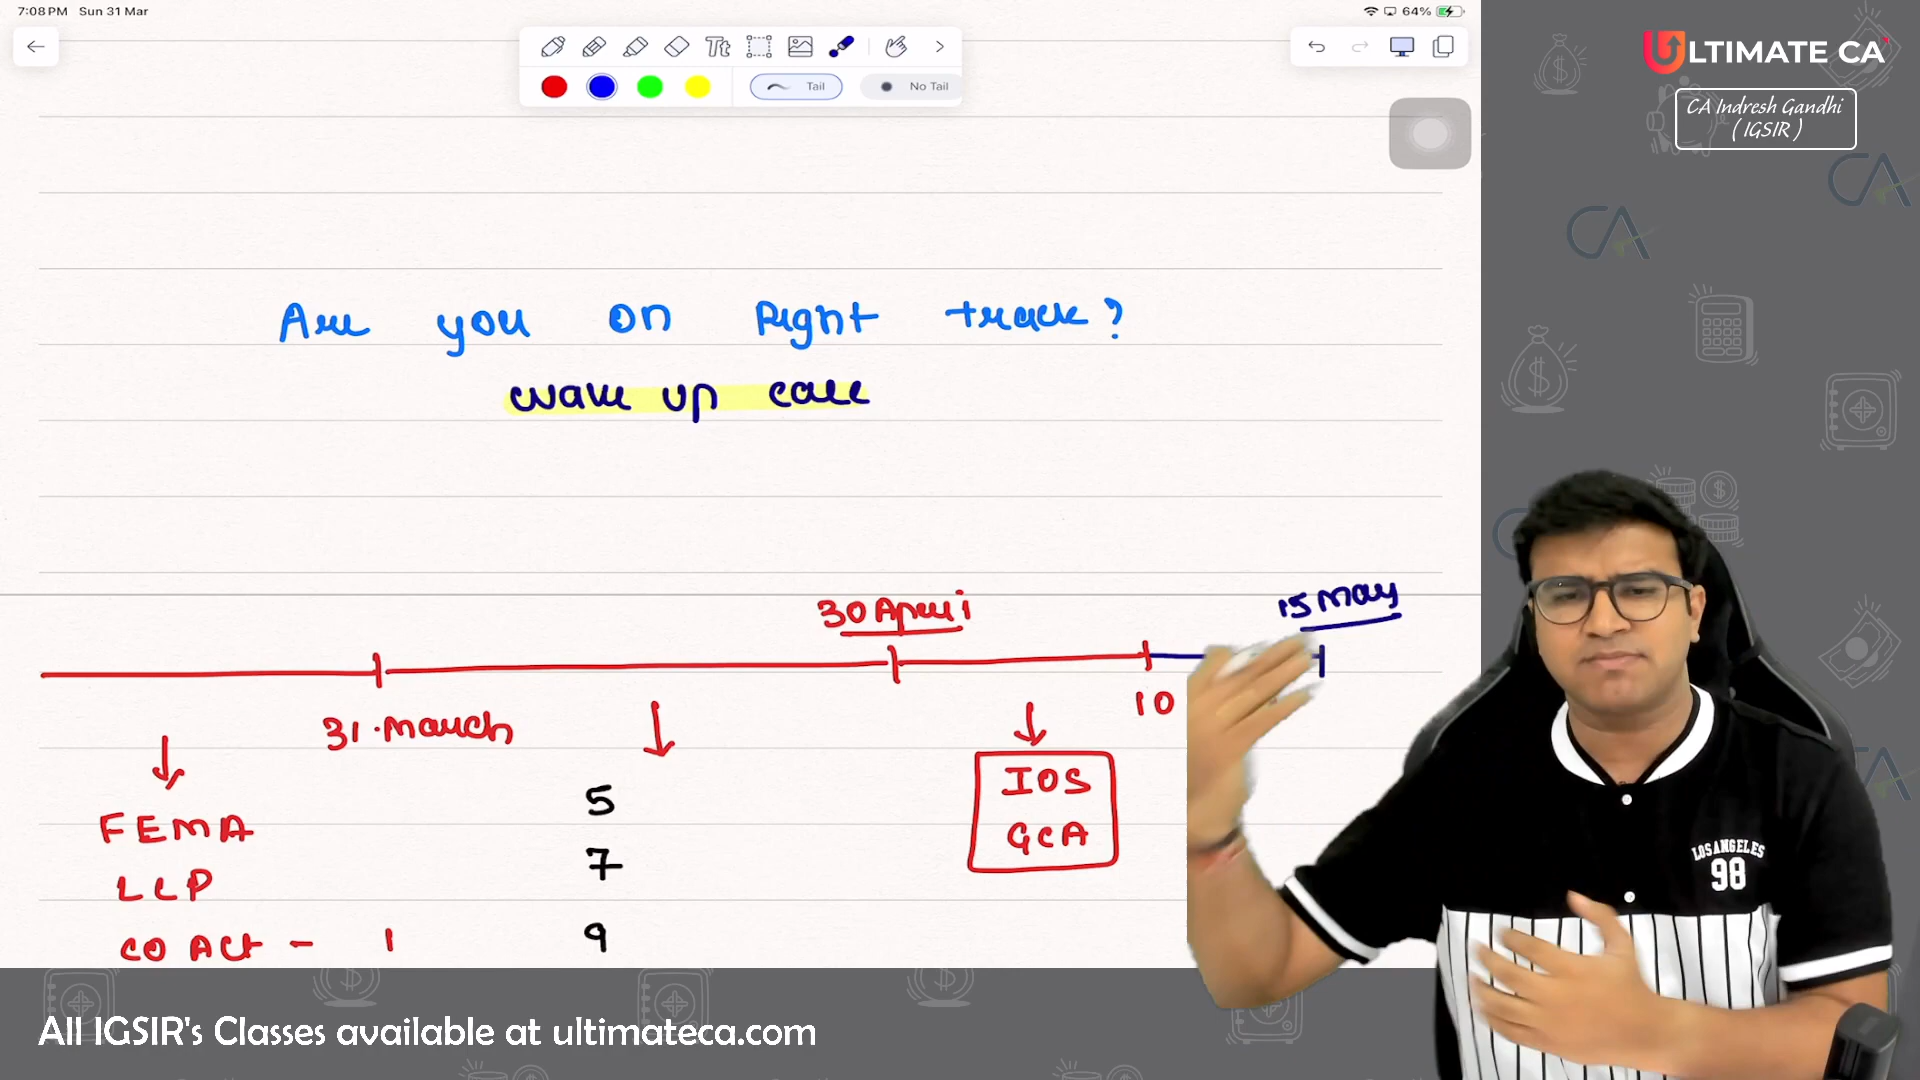 7:08 PM Sun 31 Mar
64%
Tt
Tail
No Tail
ULTIMATE CA
CA Indresh Gandhi
( IGSIR )
Are you on Right track?
wake up call
30 April
15 May
31 March
10
5
7
9
FEMA
LLP
CO Act - 1
IOS
GCA
LOS ANGELES
98
All IGSIR's Classes available at ultimateca.com